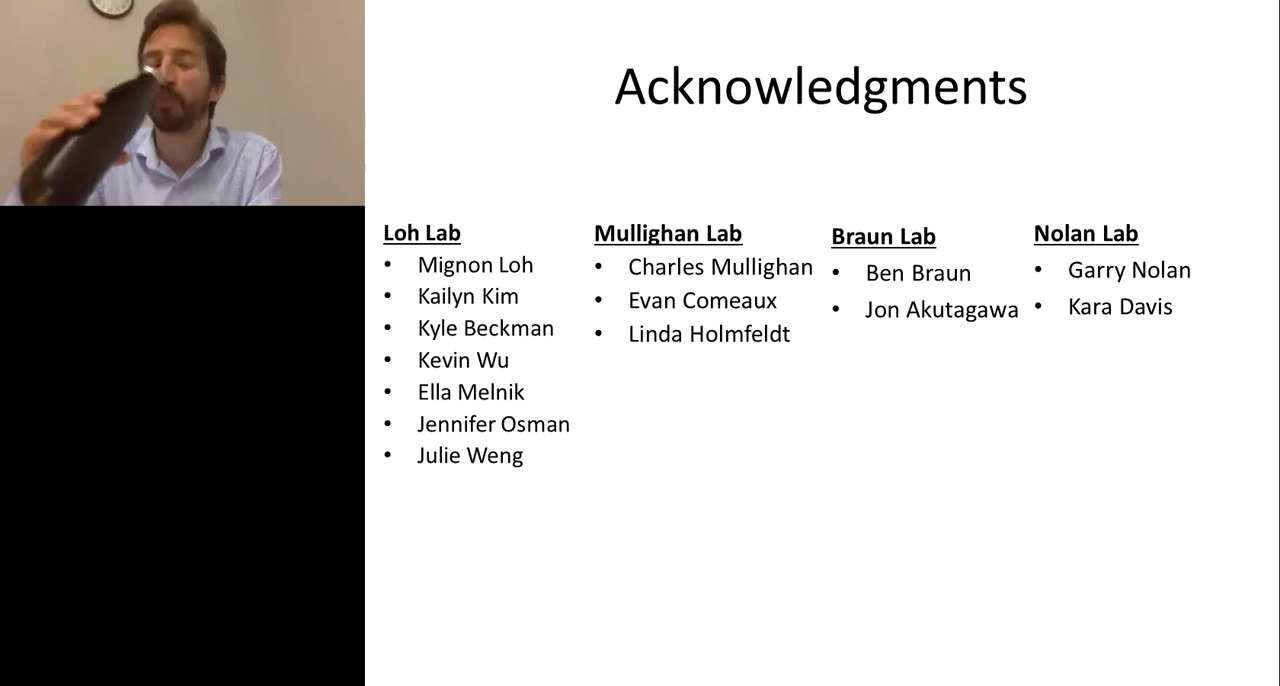 Acknowledgments
Loh Lab
• Mignon Loh
• Kailyn Kim
• Kyle Beckman
• Kevin Wu
• Ella Melnik
• Jennifer Osman
• Julie Weng
Mullighan Lab
• Charles Mullighan
• Evan Comeaux
• Linda Holmfeldt
Braun Lab
• Ben Braun
• Jon Akutagawa
Nolan Lab
• Garry Nolan
• Kara Davis